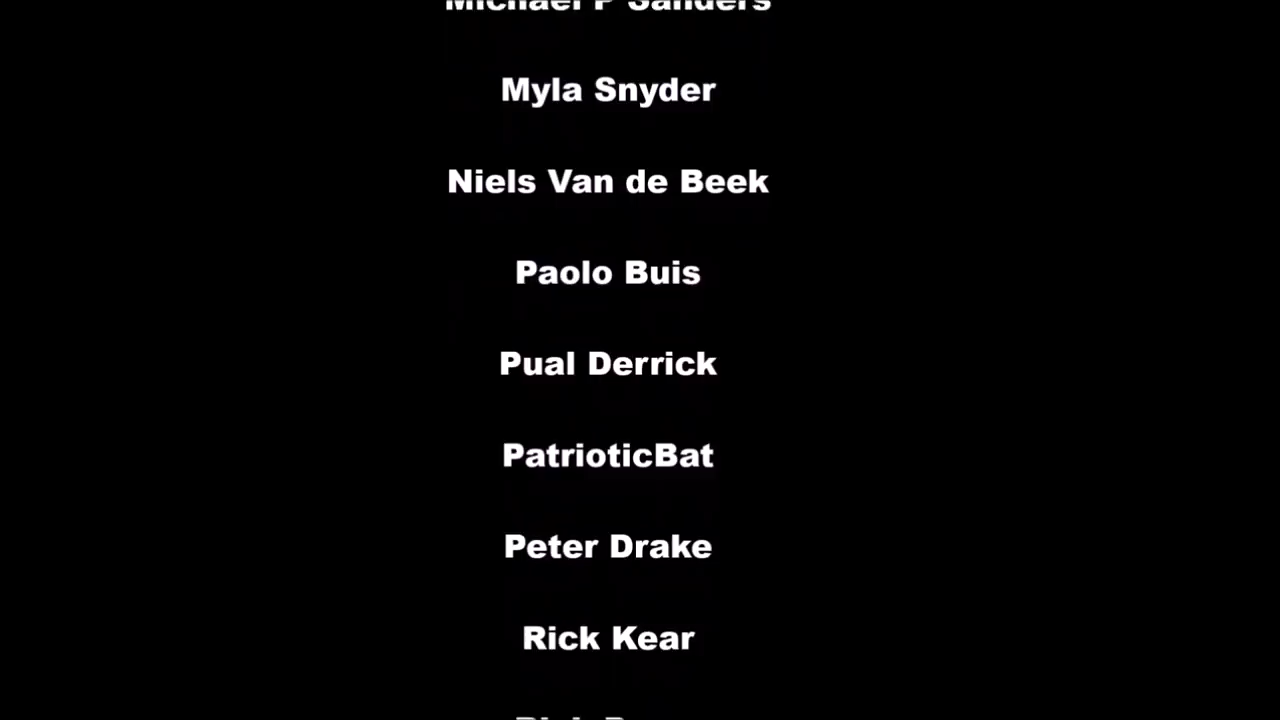 Michael P Sanders
Myla Snyder
Niels Van de Beek
Paolo Buis
Pual Derrick
PatrioticBat
Peter Drake
Rick Kear